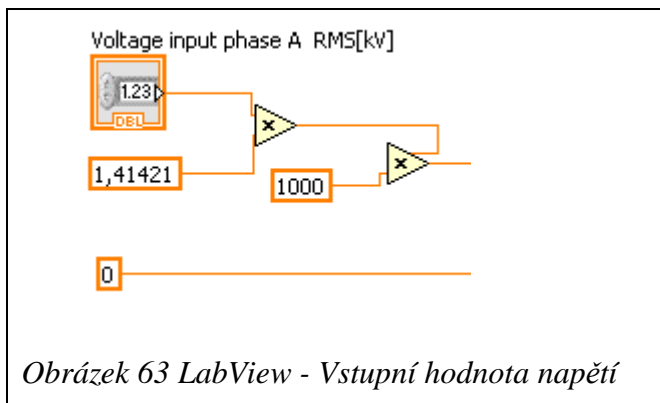 Voltage input phase A RMS[kV]
1.23
DBL
1,41421
1000
0
Obrázek 63 LabView - Vstupní hodnota napětí